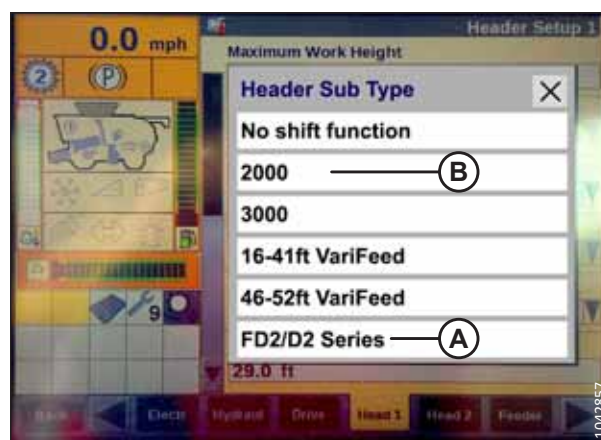 0.0 mph
Header Setup 1
Maximum Work Height
2
P
Header Sub Type
No shift function
2000
B
3000
16-41ft VariFeed
46-52ft VariFeed
9
FD2/D2 Series
A
29.0 ft
Back
Electr
Hydraul
Drive
Head 1
Head 2
Feeder
1042857